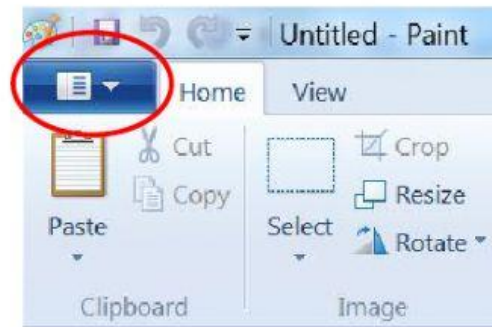 Untitled - Paint
Home View
Cut
Crop
Copy
Resize
Paste
Select
Rotate
Clipboard
Image